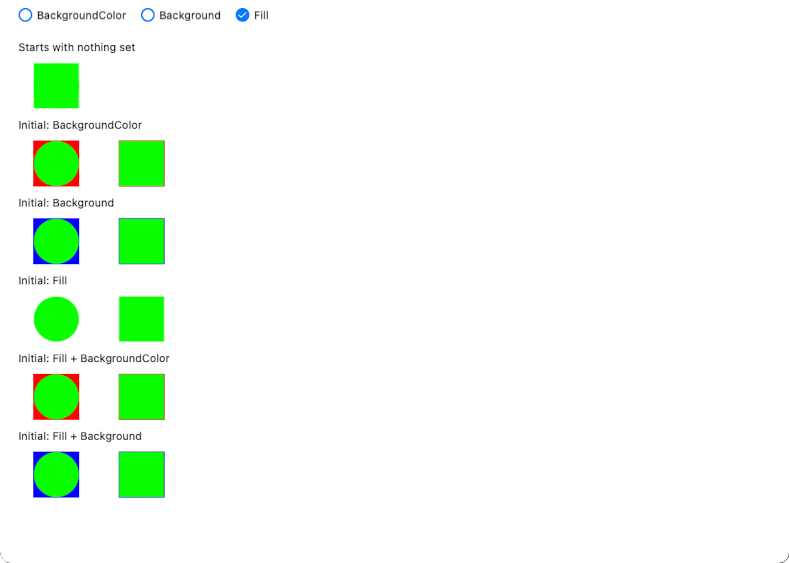 BackgroundColor Background Fill
Starts with nothing set
Initial: BackgroundColor
Initial: Background
Initial: Fill
Initial: Fill + BackgroundColor
Initial: Fill + Background